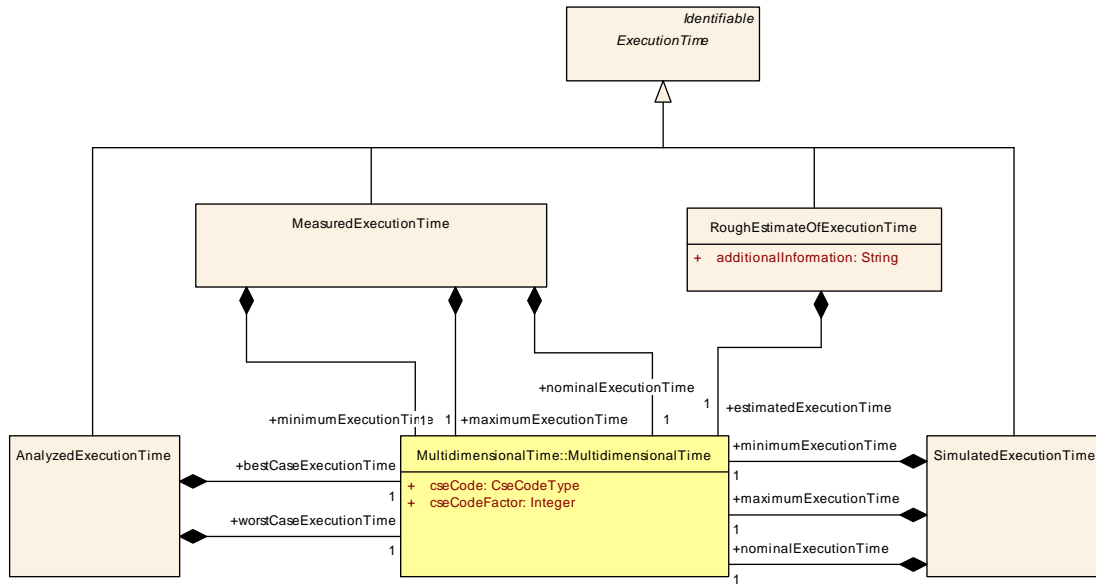 Identifiable
ExecutionTime
MeasuredExecutionTime
RoughEstimateOfExecutionTime
+ additionalInformation: String
+nominalExecutionTime
1
+minimumExecutionTime
1
1
+maximumExecutionTime
1
+estimatedExecutionTime
AnalyzedExecutionTime
+bestCaseExecutionTime
1
+worstCaseExecutionTime
1
MultidimensionalTime::MultidimensionalTime
+ cseCode: CseCodeType
+ cseCodeFactor: Integer
+minimumExecutionTime
1
+maximumExecutionTime
1
+nominalExecutionTime
1
SimulatedExecutionTime